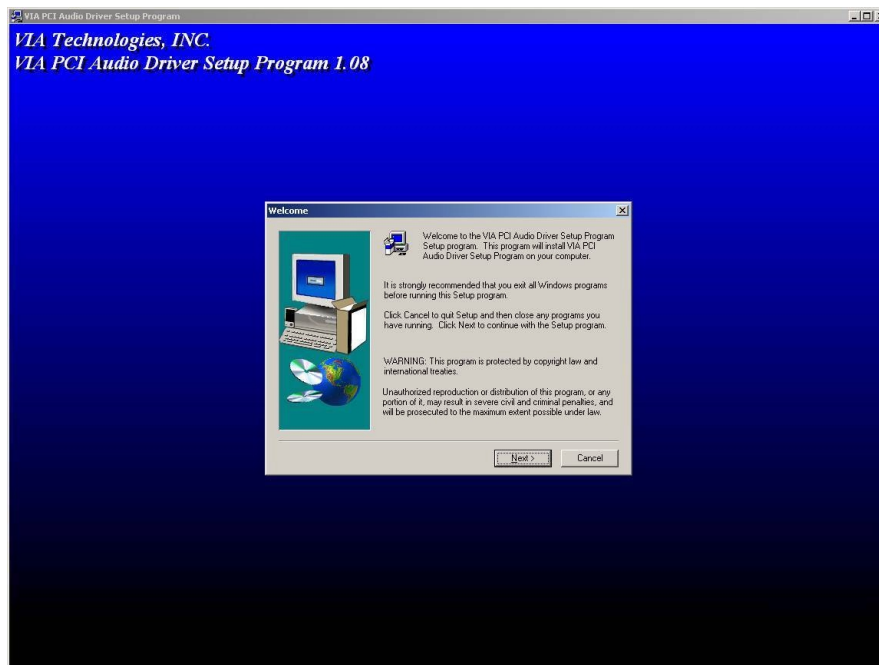 VIA PCI Audio Driver Setup Program
VIA Technologies, INC.
VIA PCI Audio Driver Setup Program 1.08
Welcome
Welcome to the VIA PCI Audio Driver Setup Program
Setup program. This program will install VIA PCI
Audio Driver Setup Program on your computer.
It is strongly recommended that you exit all Windows programs
before running this Setup program.
Click Cancel to quit Setup and then close any programs you
have running. Click Next to continue with the Setup program.
WARNING: This program is protected by copyright law and
international treaties.
Unauthorized reproduction or distribution of this program, or any
portion of it, may result in severe civil and criminal penalties, and
will be prosecuted to the maximum extent possible under law.
Next >
Cancel